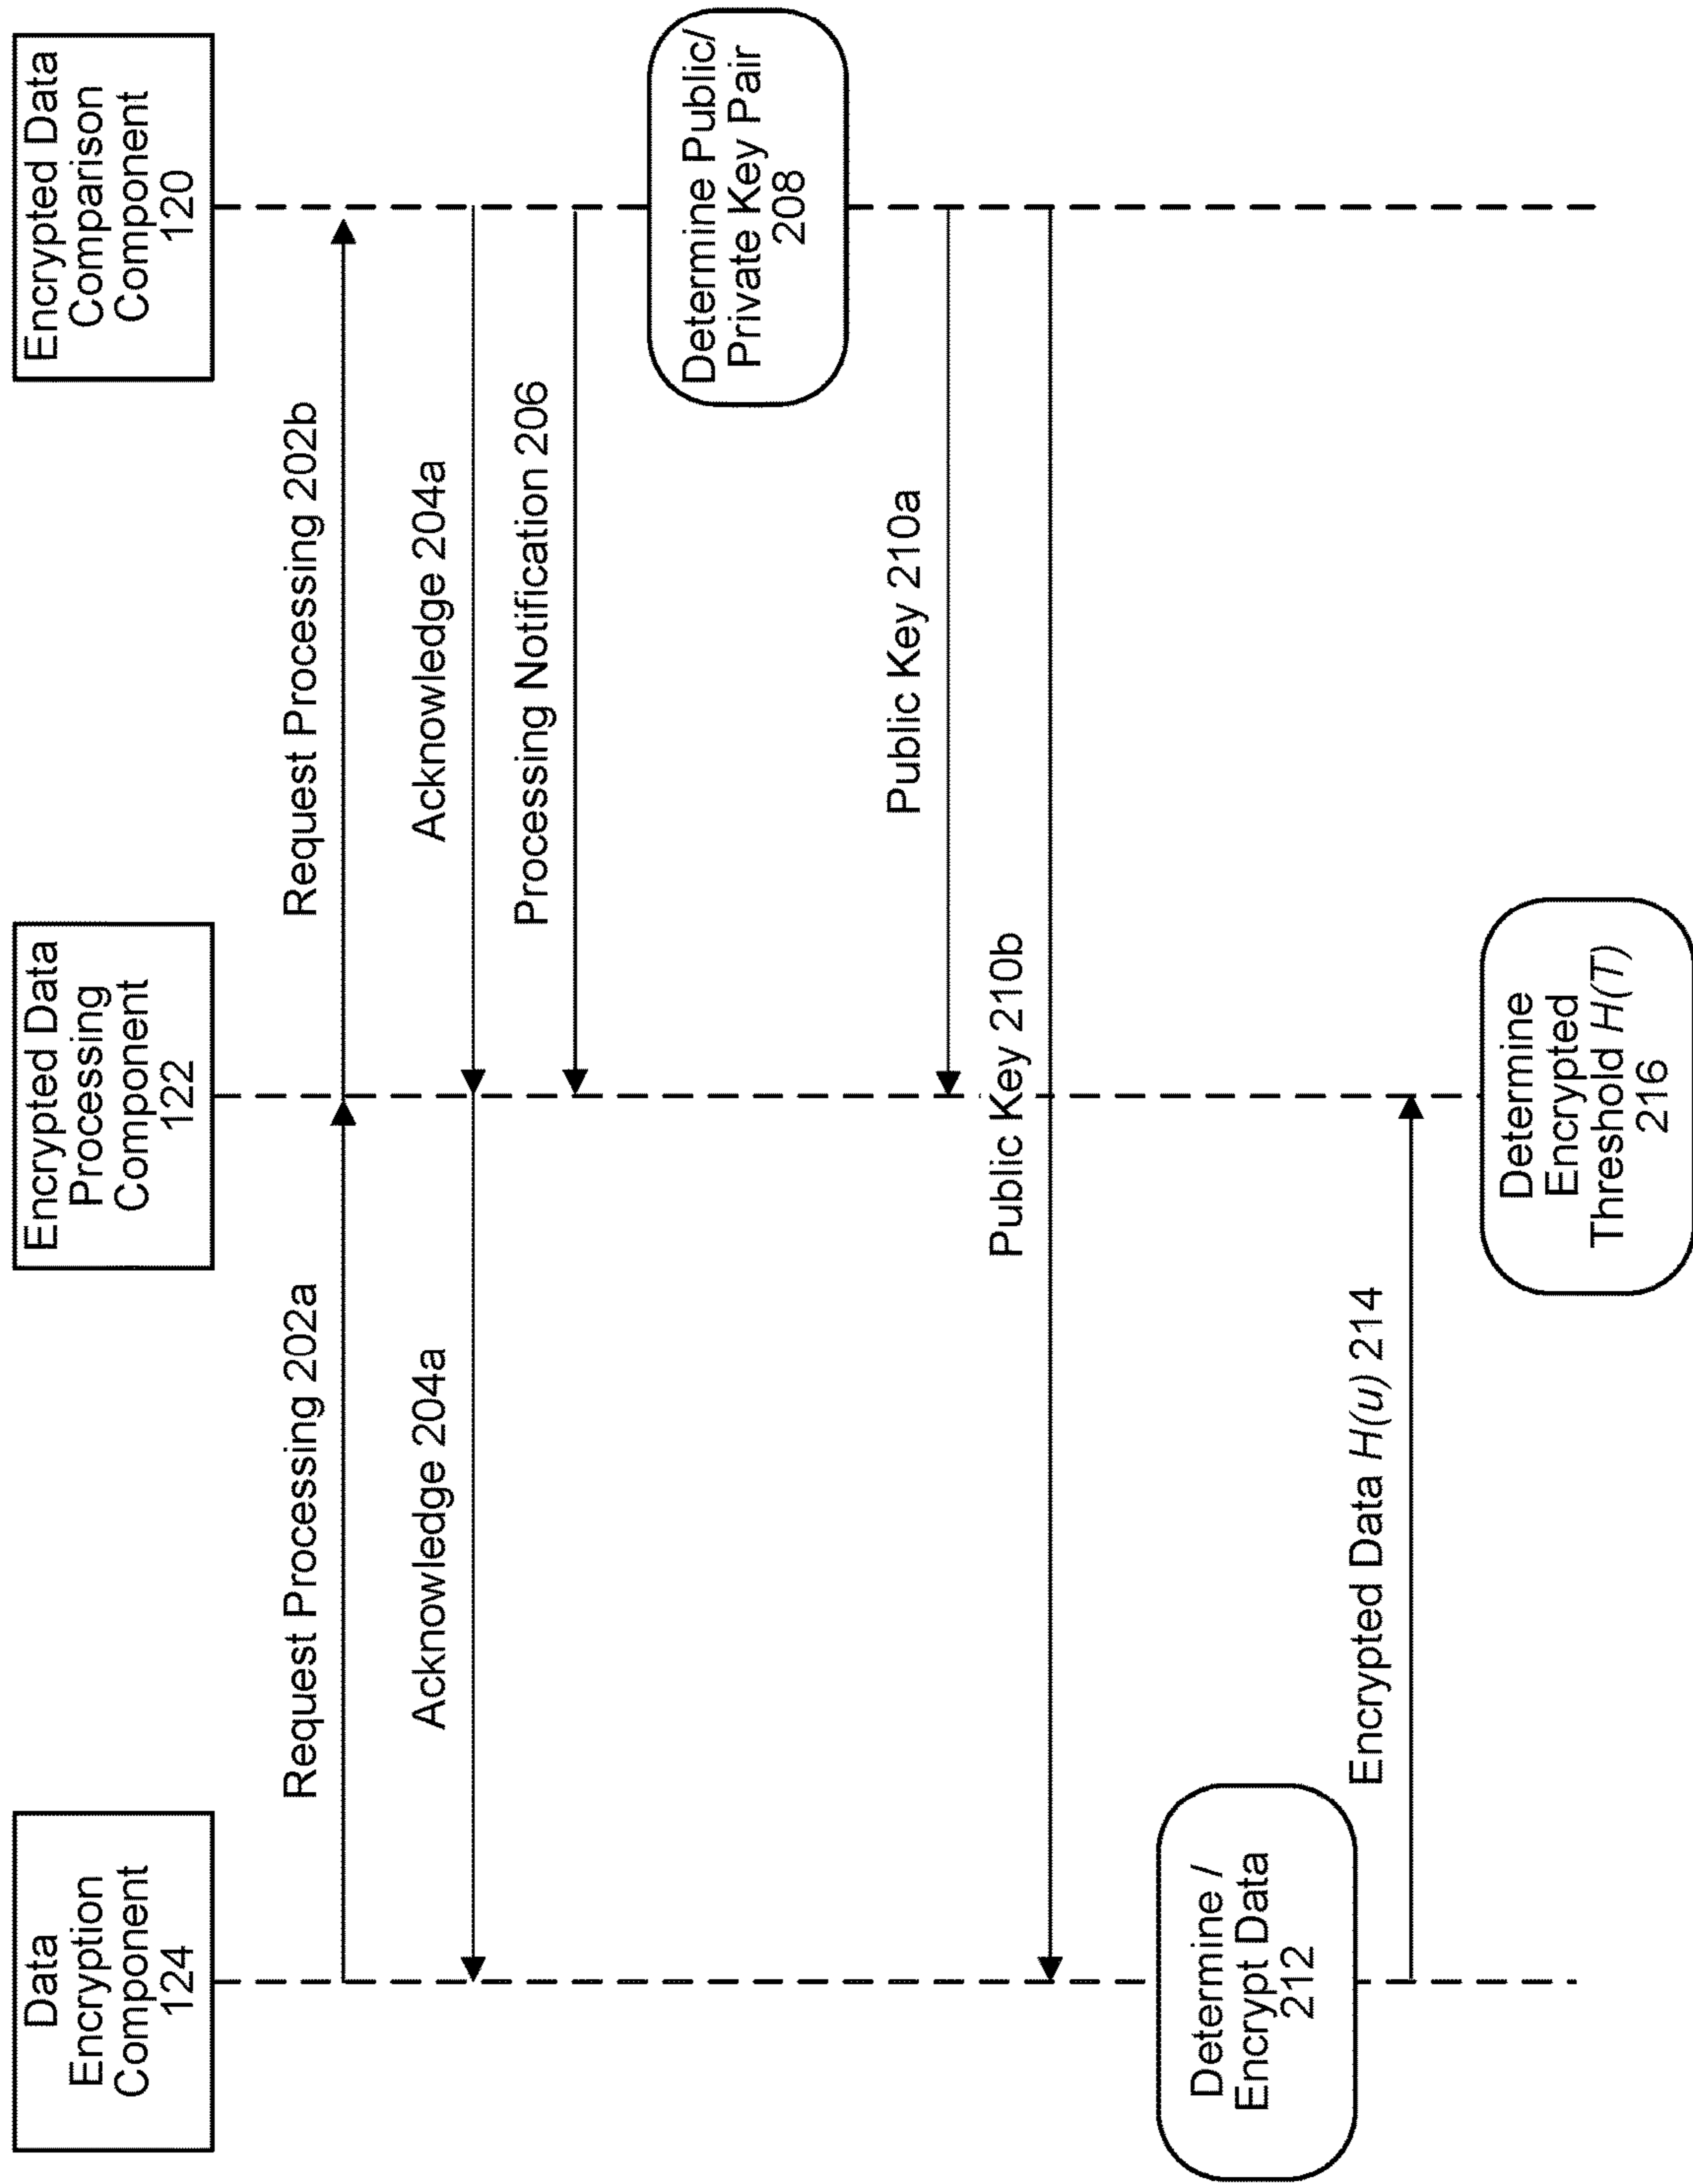 Data
Encryption
Component
124
Encrypted Data
Processing
Component
122
Encrypted Data
Comparison
Component
120
Request Processing 202a
Request Processing 202b
Acknowledge 204a
Acknowledge 204a
Processing Notification 206
Determine Public/
Private Key Pair
208
Public Key 210a
Public Key 210b
Determine /
Encrypt Data
212
Encrypted Data H(u) 214
Determine
Encrypted
Threshold H(T)
216